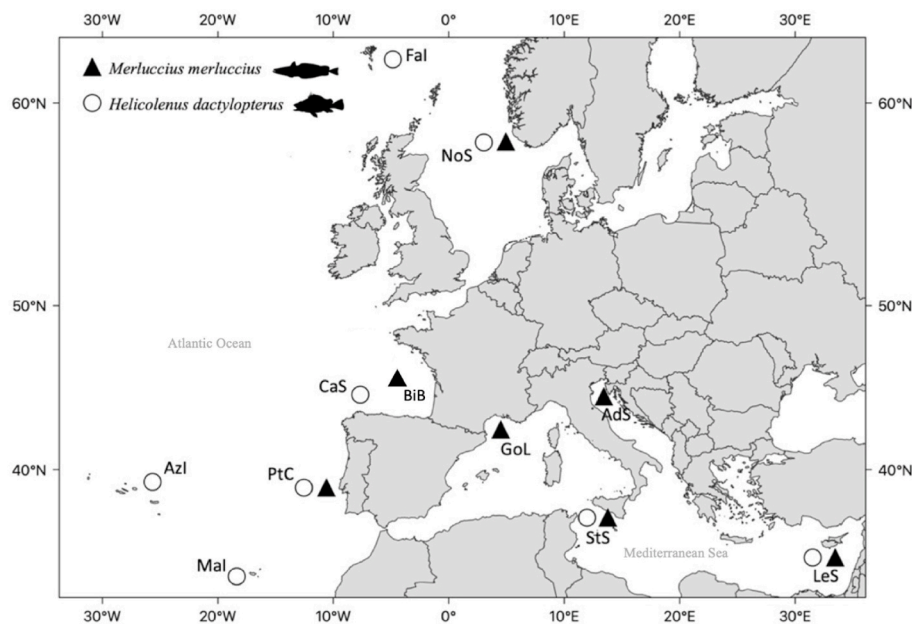 30°W 20°W 10°W 0° 10°E 20°E 30°E
Merluccius merluccius
FaI
Helicolenus dactylopterus
60°N 60°N
NoS
50°N 50°N
Atlantic Ocean
CaS
BiB
AdS
GoL
AzI
PtC
40°N 40°N
StS
Mediterranean Sea
MaI
LeS
30°W 20°W 10°W 0° 10°E 20°E 30°E